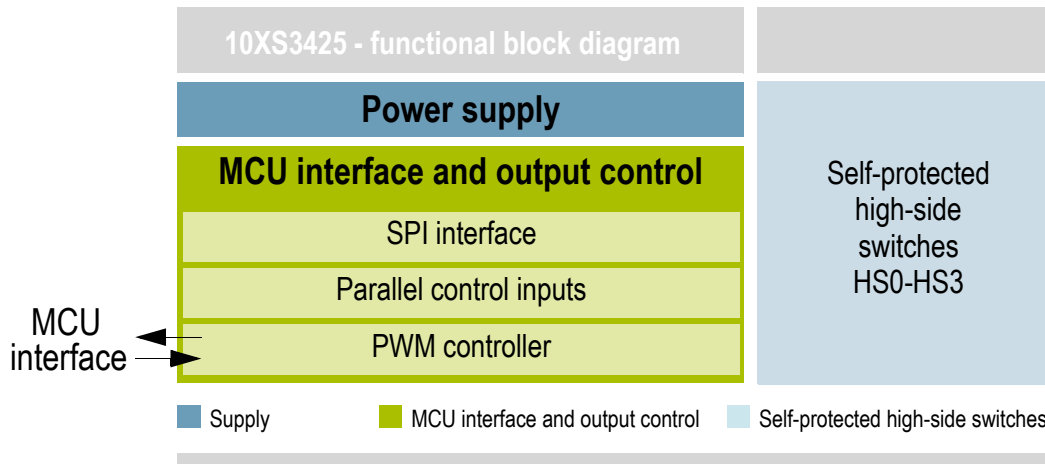 10XS3425 - functional block diagram
Power supply
MCU interface and output control
SPI interface
Parallel control inputs
PWM controller
MCU
interface
Self-protected
high-side
switches
HS0-HS3
Supply
MCU interface and output control
Self-protected high-side switches